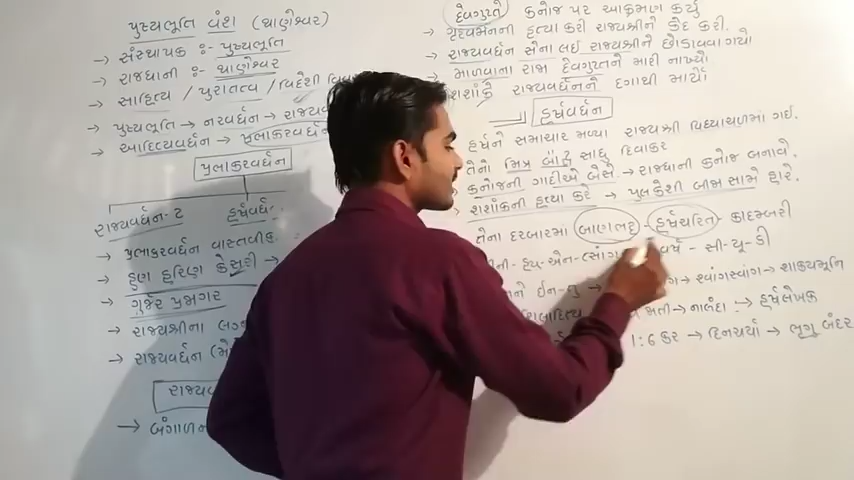 પુષ્યભૂતિ વંશ (થાણેશ્વર)
→ સંસ્થાપક :- પુષ્યભૂતિ
→ રાજધાની :- થાણેશ્વર
→ સાહિત્ય / પુરાતત્વ / વિદેશી
→ પુષ્યભૂતિ → નરવર્ધન →
→ આદિત્યવર્ધન → પ્રભાકરવર્ધન
પ્રભાકરવર્ધન
રાજ્યવર્ધન-2 હર્ષવર્ધ
→ પ્રભાકરવર્ધન વાસ્તવીક
→ હુણ હરિણ કેસરી
→ ગુર્જર પ્રજાગર
→ રાજ્યશ્રીના લગ્ન
→ રાજ્યવર્ધન
→ બંગાળન
દેવગુપ્તે કનોજ પર આક્રમણ કર્યુ
→ ગૃહવર્મનની હત્યા કરી રાજ્યશ્રીને કેદ કરી.
→ રાજ્યવર્ધન સેના લઈ રાજ્યશ્રીને છોડાવવા ગયો
→ માળવાના રાજા દેવગુપ્તને મારી નાખ્યો
શશાંકે રાજ્યવર્ધનને દગાથી માર્યો
હર્ષવર્ધન
હર્ષને સમાચાર મળ્યા રાજ્યશ્રી વિંધ્યાચળમાં ગઈ.
તેનો મિત્ર બૌદ્ધ સાધુ દિવાકર
→ કનોજની ગાદીએ બેસે → રાજધાની કનોજ બનાવે.
→ શશાંકની હત્યા કરે → પુલકેશી બીજા સામે હારે.
તેના દરબારમાં બાણભટ્ટ - હર્ષચરિત - કાદમ્બરી
હ્યુ-એન-ત્સાંગ વર્ષ - સી-યૂ-કી
→ સ્વાંગસ્વાંગ → શાક્યમૂનિ
→ નાલંદા → હર્ષલેખક
1:6 કર → દિનચર્યા → ભૃગુ બંદર